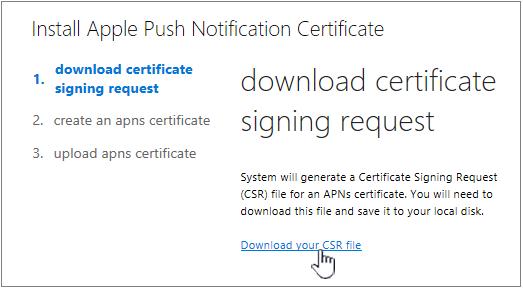 Install Apple Push Notification Certificate
1. download certificate
signing request
2. create an apns certificate
3. upload apns certificate
download certificate
signing request
System will generate a Certificate Signing Request
(CSR) file for an APNs certificate. You will need to
download this file and save it to your local disk.
Download your CSR file